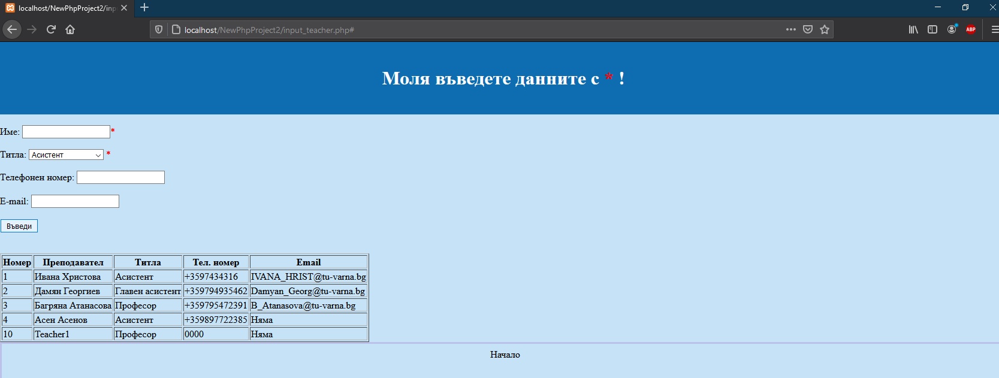 localhost/NewPhpProject2/inp
localhost/NewPhpProject2/input_teacher.php#
ABP
Моля въведете данните с * !
Име: *
Титла: Асистент *
Телефонен номер:
E-mail:
Въведи
Номер Преподавател Титла Тел. номер Email
1 Ивана Христова Асистент +3597434316 IVANA_HRIST@tu-varna.bg
2 Дамян Георгиев Главен асистент +359794935462 Damyan_Georg@tu-varna.bg
3 Багряна Атанасова Професор +359795472391 B_Atanasova@tu-varna.bg
4 Асен Асенов Асистент +359897722385 Няма
10 Teacher1 Професор 0000 Няма
Начало